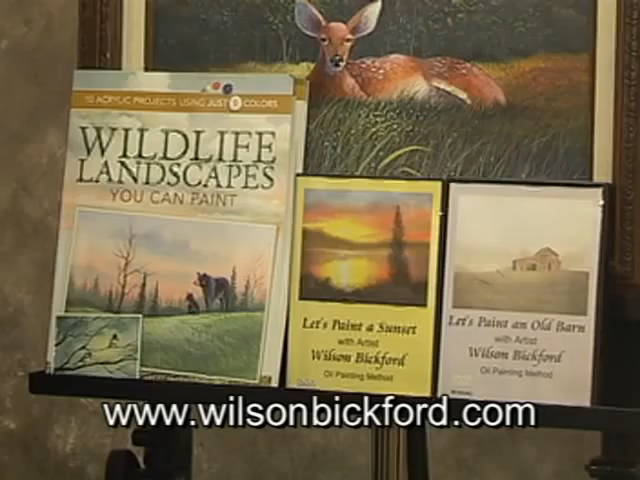 10 ACRYLIC PROJECTS USING JUST 5 COLORS
WILDLIFE
LANDSCAPES
YOU CAN PAINT
Let's Paint a Sunset
with Artist
Wilson Bickford
Oil Painting Method
Let's Paint an Old Barn
with Artist
Wilson Bickford
Oil Painting Method
www.wilsonbickford.com